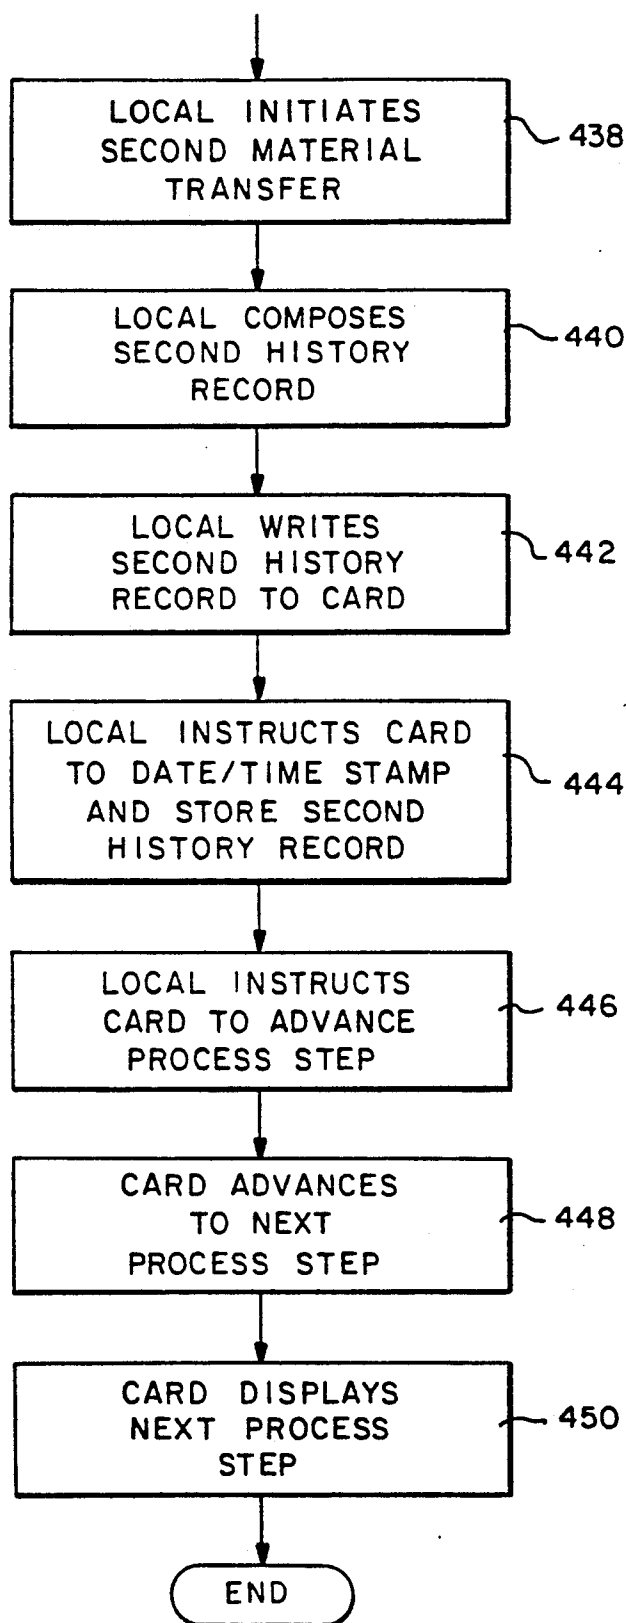 LOCAL INITIATES
SECOND MATERIAL
TRANSFER
438
LOCAL COMPOSES
SECOND HISTORY
RECORD
440
LOCAL WRITES
SECOND HISTORY
RECORD TO CARD
442
LOCAL INSTRUCTS CARD
TO DATE/TIME STAMP
AND STORE SECOND
HISTORY RECORD
444
LOCAL INSTRUCTS
CARD TO ADVANCE
PROCESS STEP
446
CARD ADVANCES
TO NEXT
PROCESS STEP
448
CARD DISPLAYS
NEXT PROCESS
STEP
450
END